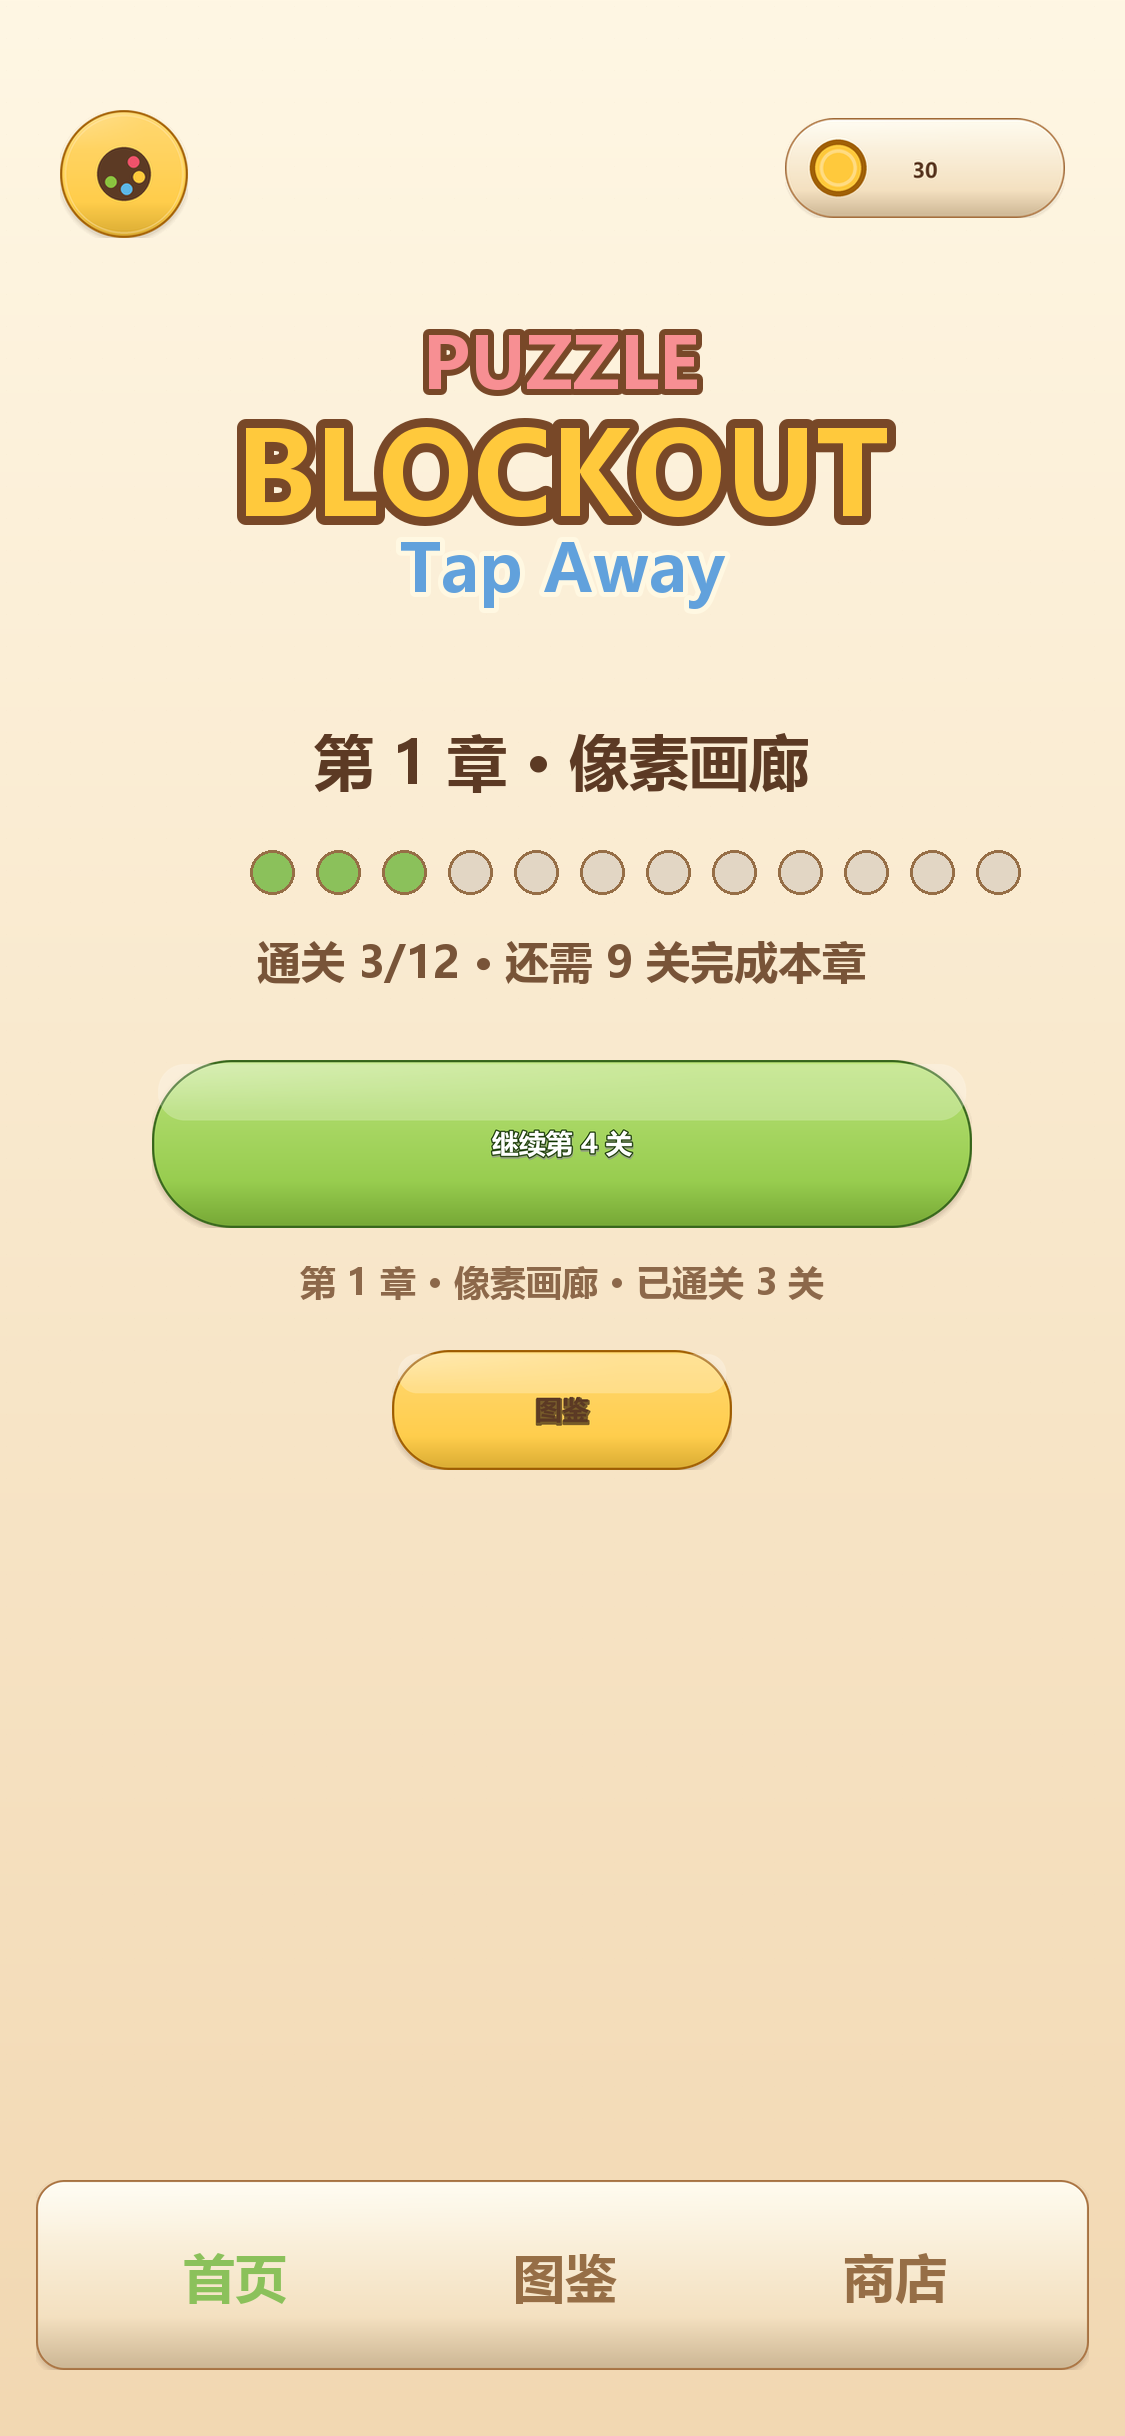 30
PUZZLE
BLOCKOUT
Tap Away
第 1 章 · 像素画廊
通关 3/12 · 还需 9 关完成本章
继续第 4 关
第 1 章 · 像素画廊 · 已通关 3 关
图鉴
首页 图鉴 商店